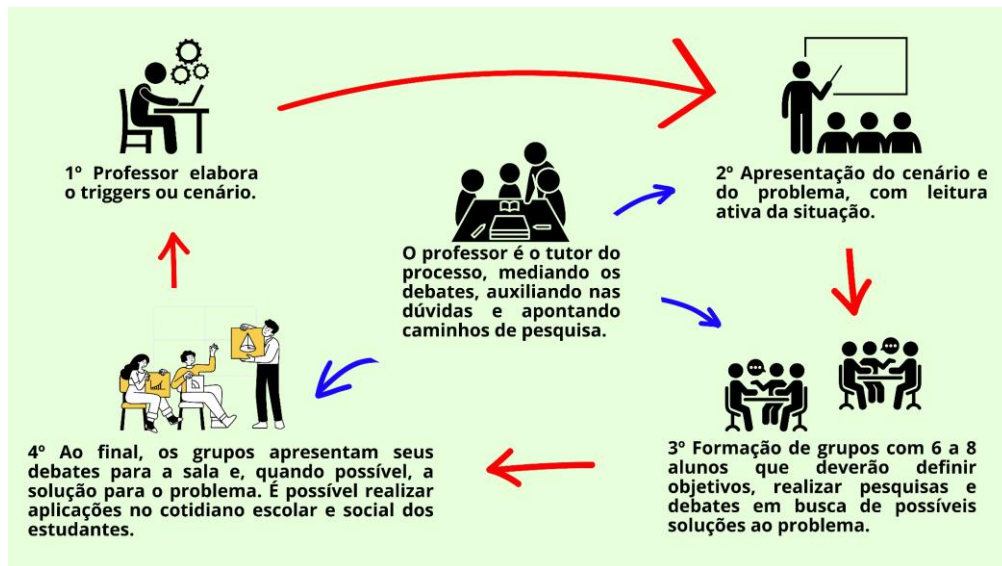 1º Professor elabora
o triggers ou cenário.
2º Apresentação do cenário e
do problema, com leitura
ativa da situação.
O professor é o tutor do
processo, mediando os
debates, auxiliando nas
dúvidas e apontando
caminhos de pesquisa.
3º Formação de grupos com 6 a 8
alunos que deverão definir
objetivos, realizar pesquisas e
debates em busca de possíveis
soluções ao problema.
4º Ao final, os grupos apresentam seus
debates para a sala e, quando possível, a
solução para o problema. É possível realizar
aplicações no cotidiano escolar e social dos
estudantes.